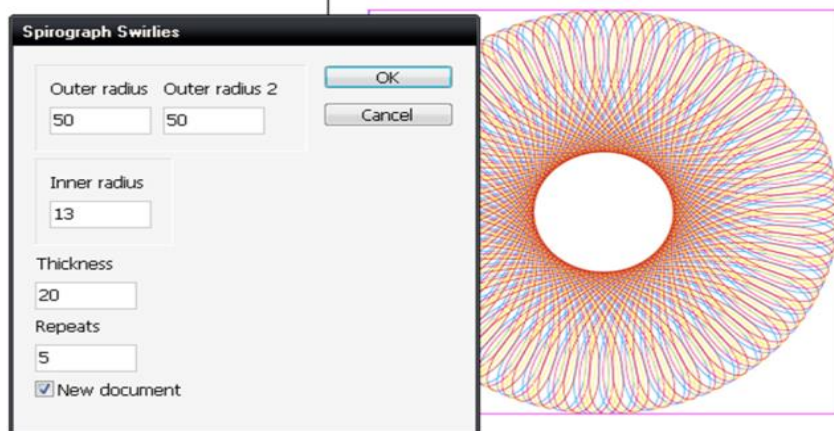 Spirograph Swirlies
Outer radius Outer radius 2
50 50
OK
Cancel
Inner radius
13
Thickness
20
Repeats
5
New document